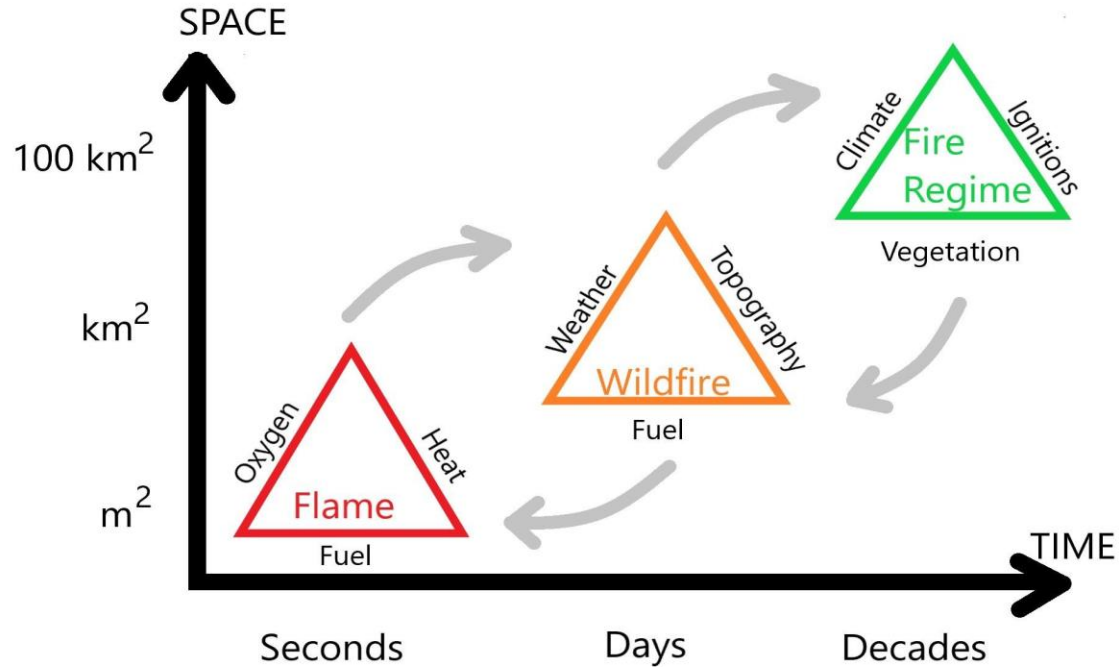 SPACE
100 km²
km²
m²
Climate
Fire
Regime
Ignitions
Vegetation
Weather
Topography
Wildfire
Fuel
Oxygen
Heat
Flame
Fuel
TIME
Seconds
Days
Decades